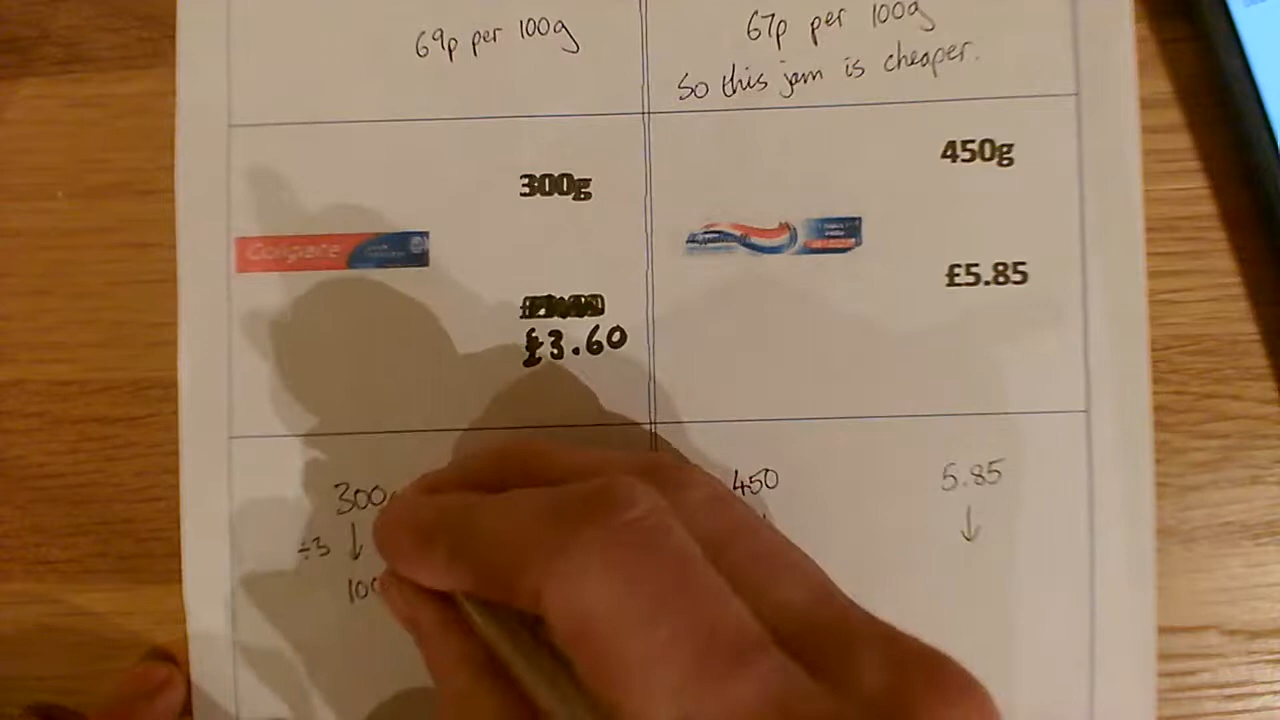 69p per 100g
67p per 100g
So this jam is cheaper.
300g
450g
Colgate
£3.60
£5.85
300
÷3 ↓
100
450
5.85
↓